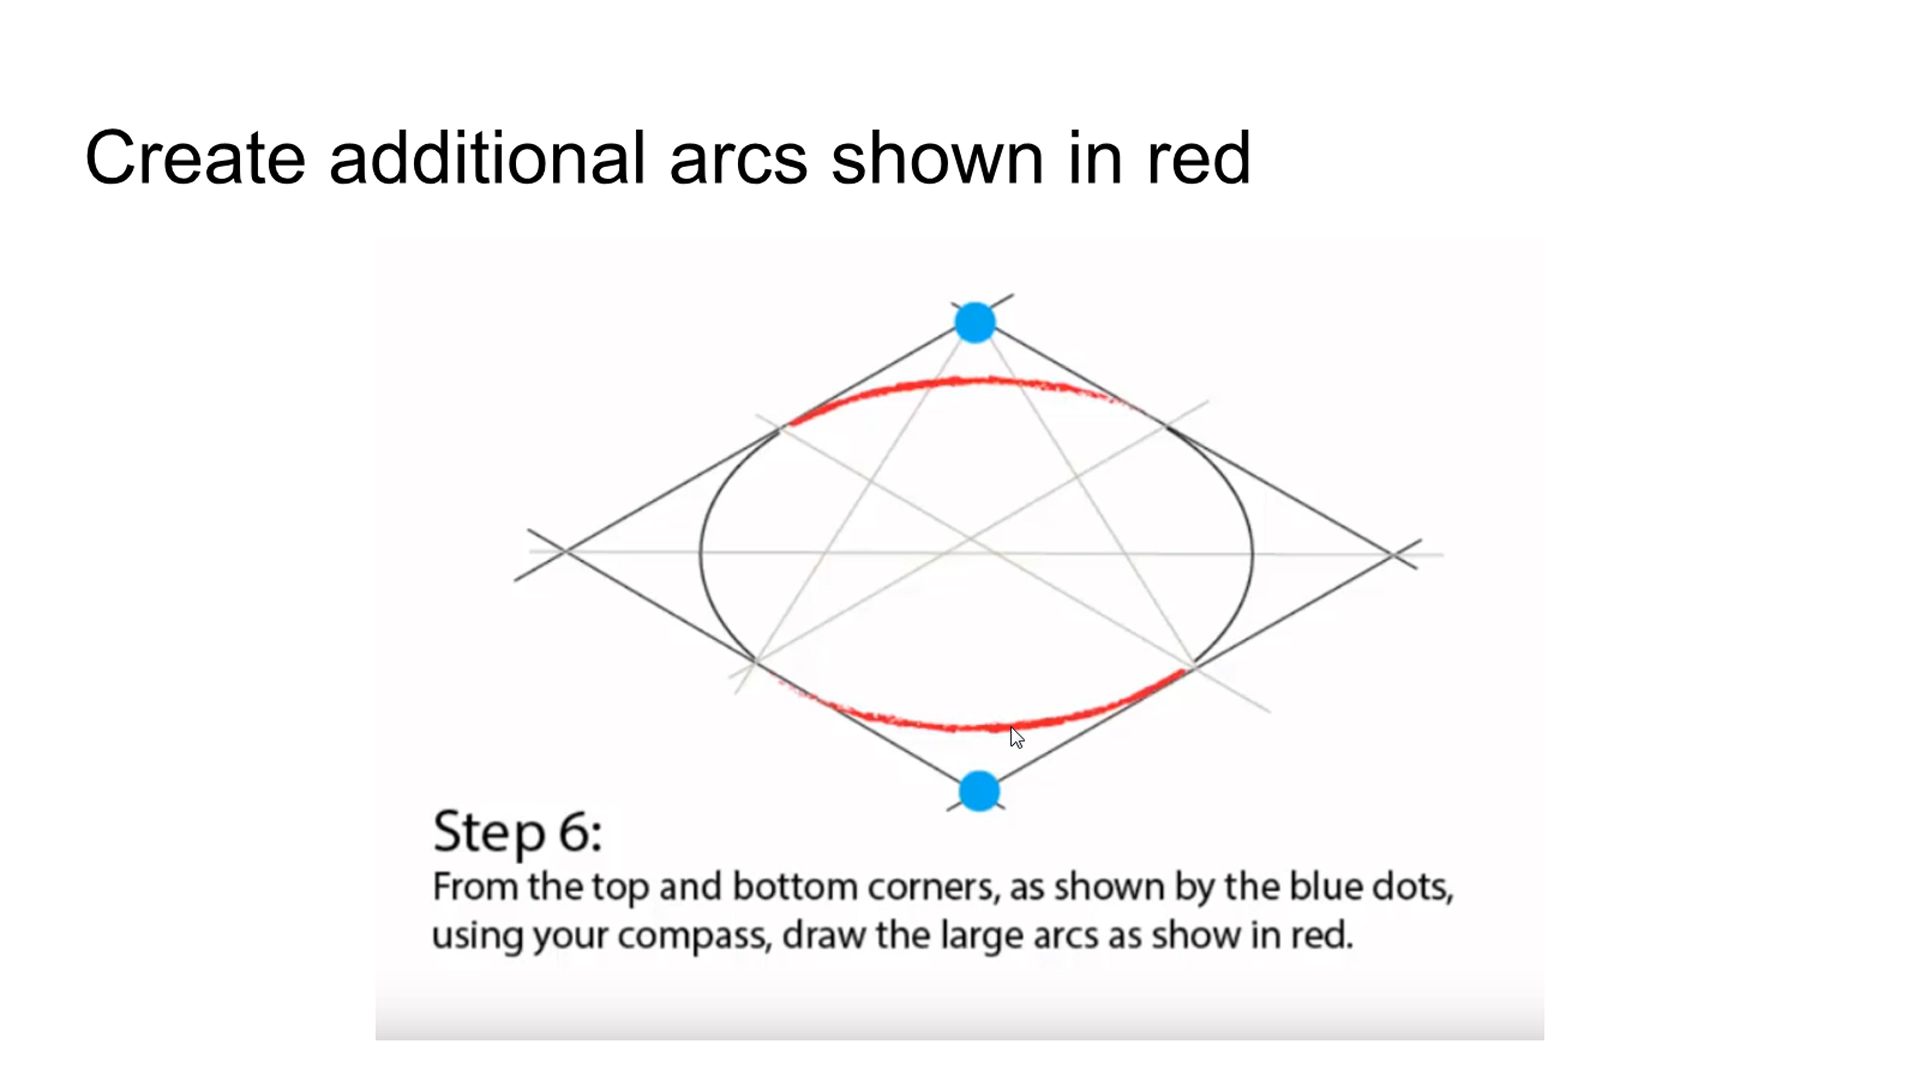 Create additional arcs shown in red
Step 6:
From the top and bottom corners, as shown by the blue dots,
using your compass, draw the large arcs as show in red.